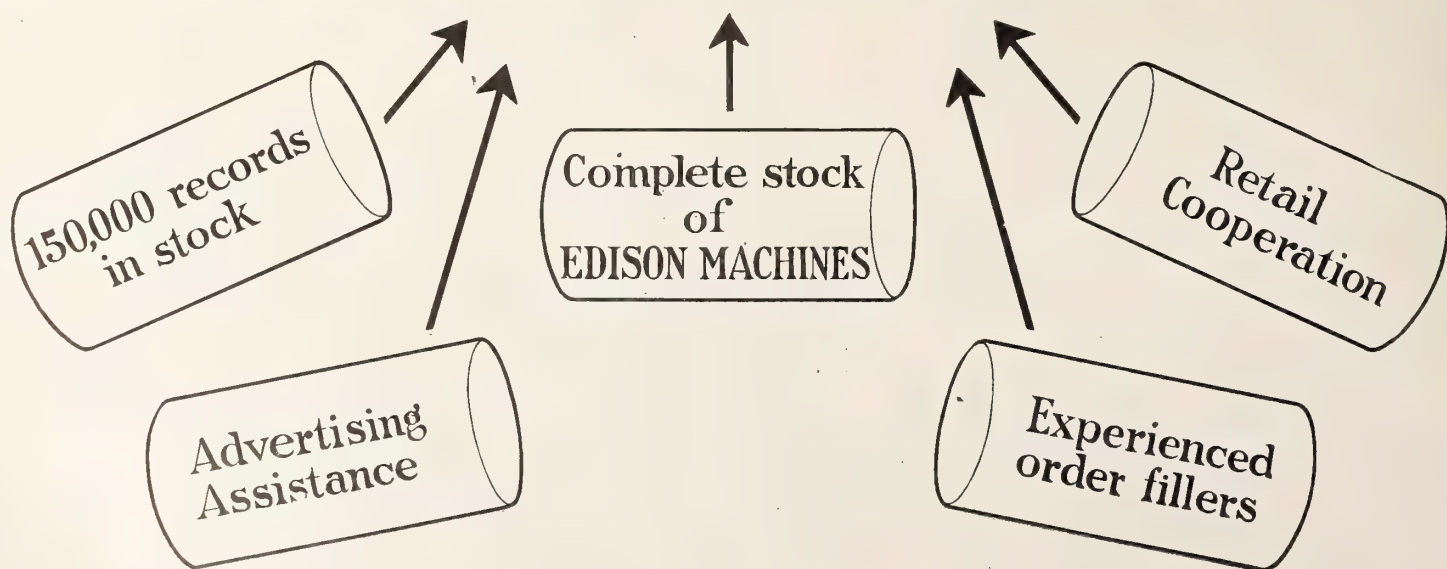 150,000 records
in stock
Complete stock
of
EDISON MACHINES
Retail
Cooperation
Advertising
Assistance
Experienced
order fillers